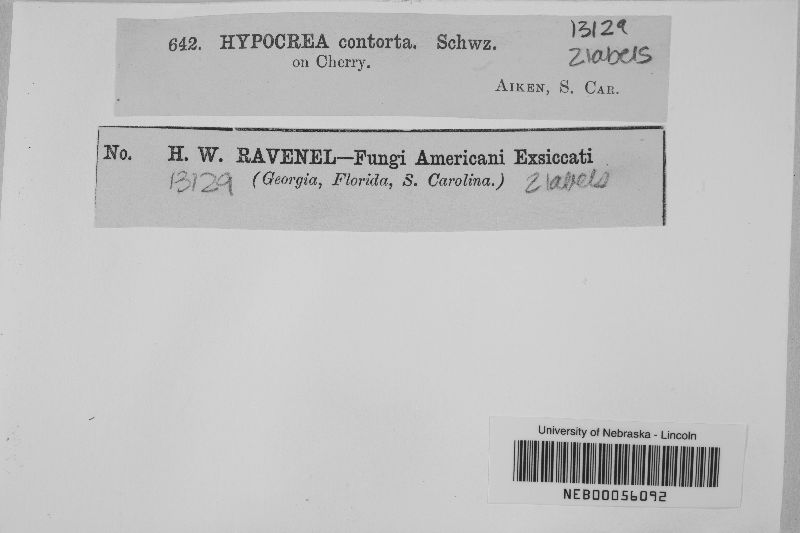 642. HYPOCREA contorta. Schwz.
on Cherry.
AIKEN, S. CAR.
13129
2 labels
No. H. W. RAVENEL—Fungi Americani Exsiccati
13129 (Georgia, Florida, S. Carolina.) 2 labels
University of Nebraska - Lincoln
NEB00056092